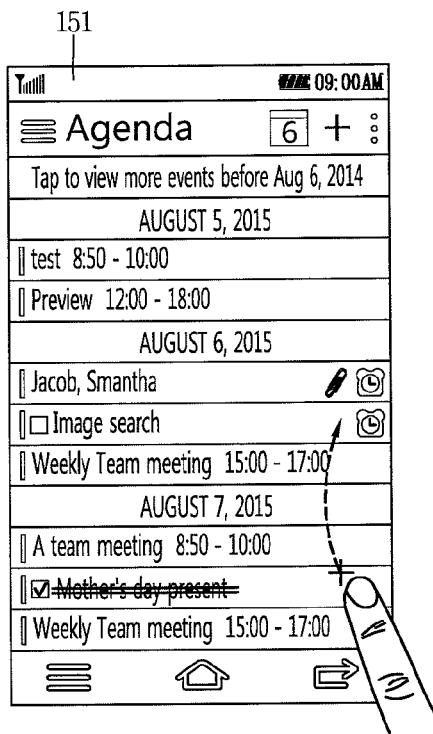 151
09:00AM
Agenda 6 +
Tap to view more events before Aug 6, 2014
AUGUST 5, 2015
test 8:50 - 10:00
Preview 12:00 - 18:00
AUGUST 6, 2015
Jacob, Smantha
Image search
Weekly Team meeting 15:00 - 17:00
AUGUST 7, 2015
A team meeting 8:50 - 10:00
Mother's day present
Weekly Team meeting 15:00 - 17:00